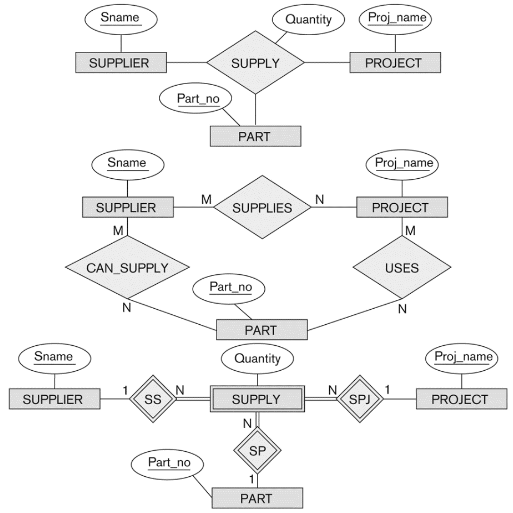 Sname
Quantity
Proj_name
SUPPLIER
SUPPLY
PROJECT
Part_no
PART
Sname
Proj_name
SUPPLIER
M
SUPPLIES
N
PROJECT
M
M
CAN_SUPPLY
USES
Part_no
N
N
PART
Sname
Quantity
Proj_name
SUPPLIER
1
SS
N
SUPPLY
N
SPJ
1
PROJECT
N
SP
Part_no
1
PART